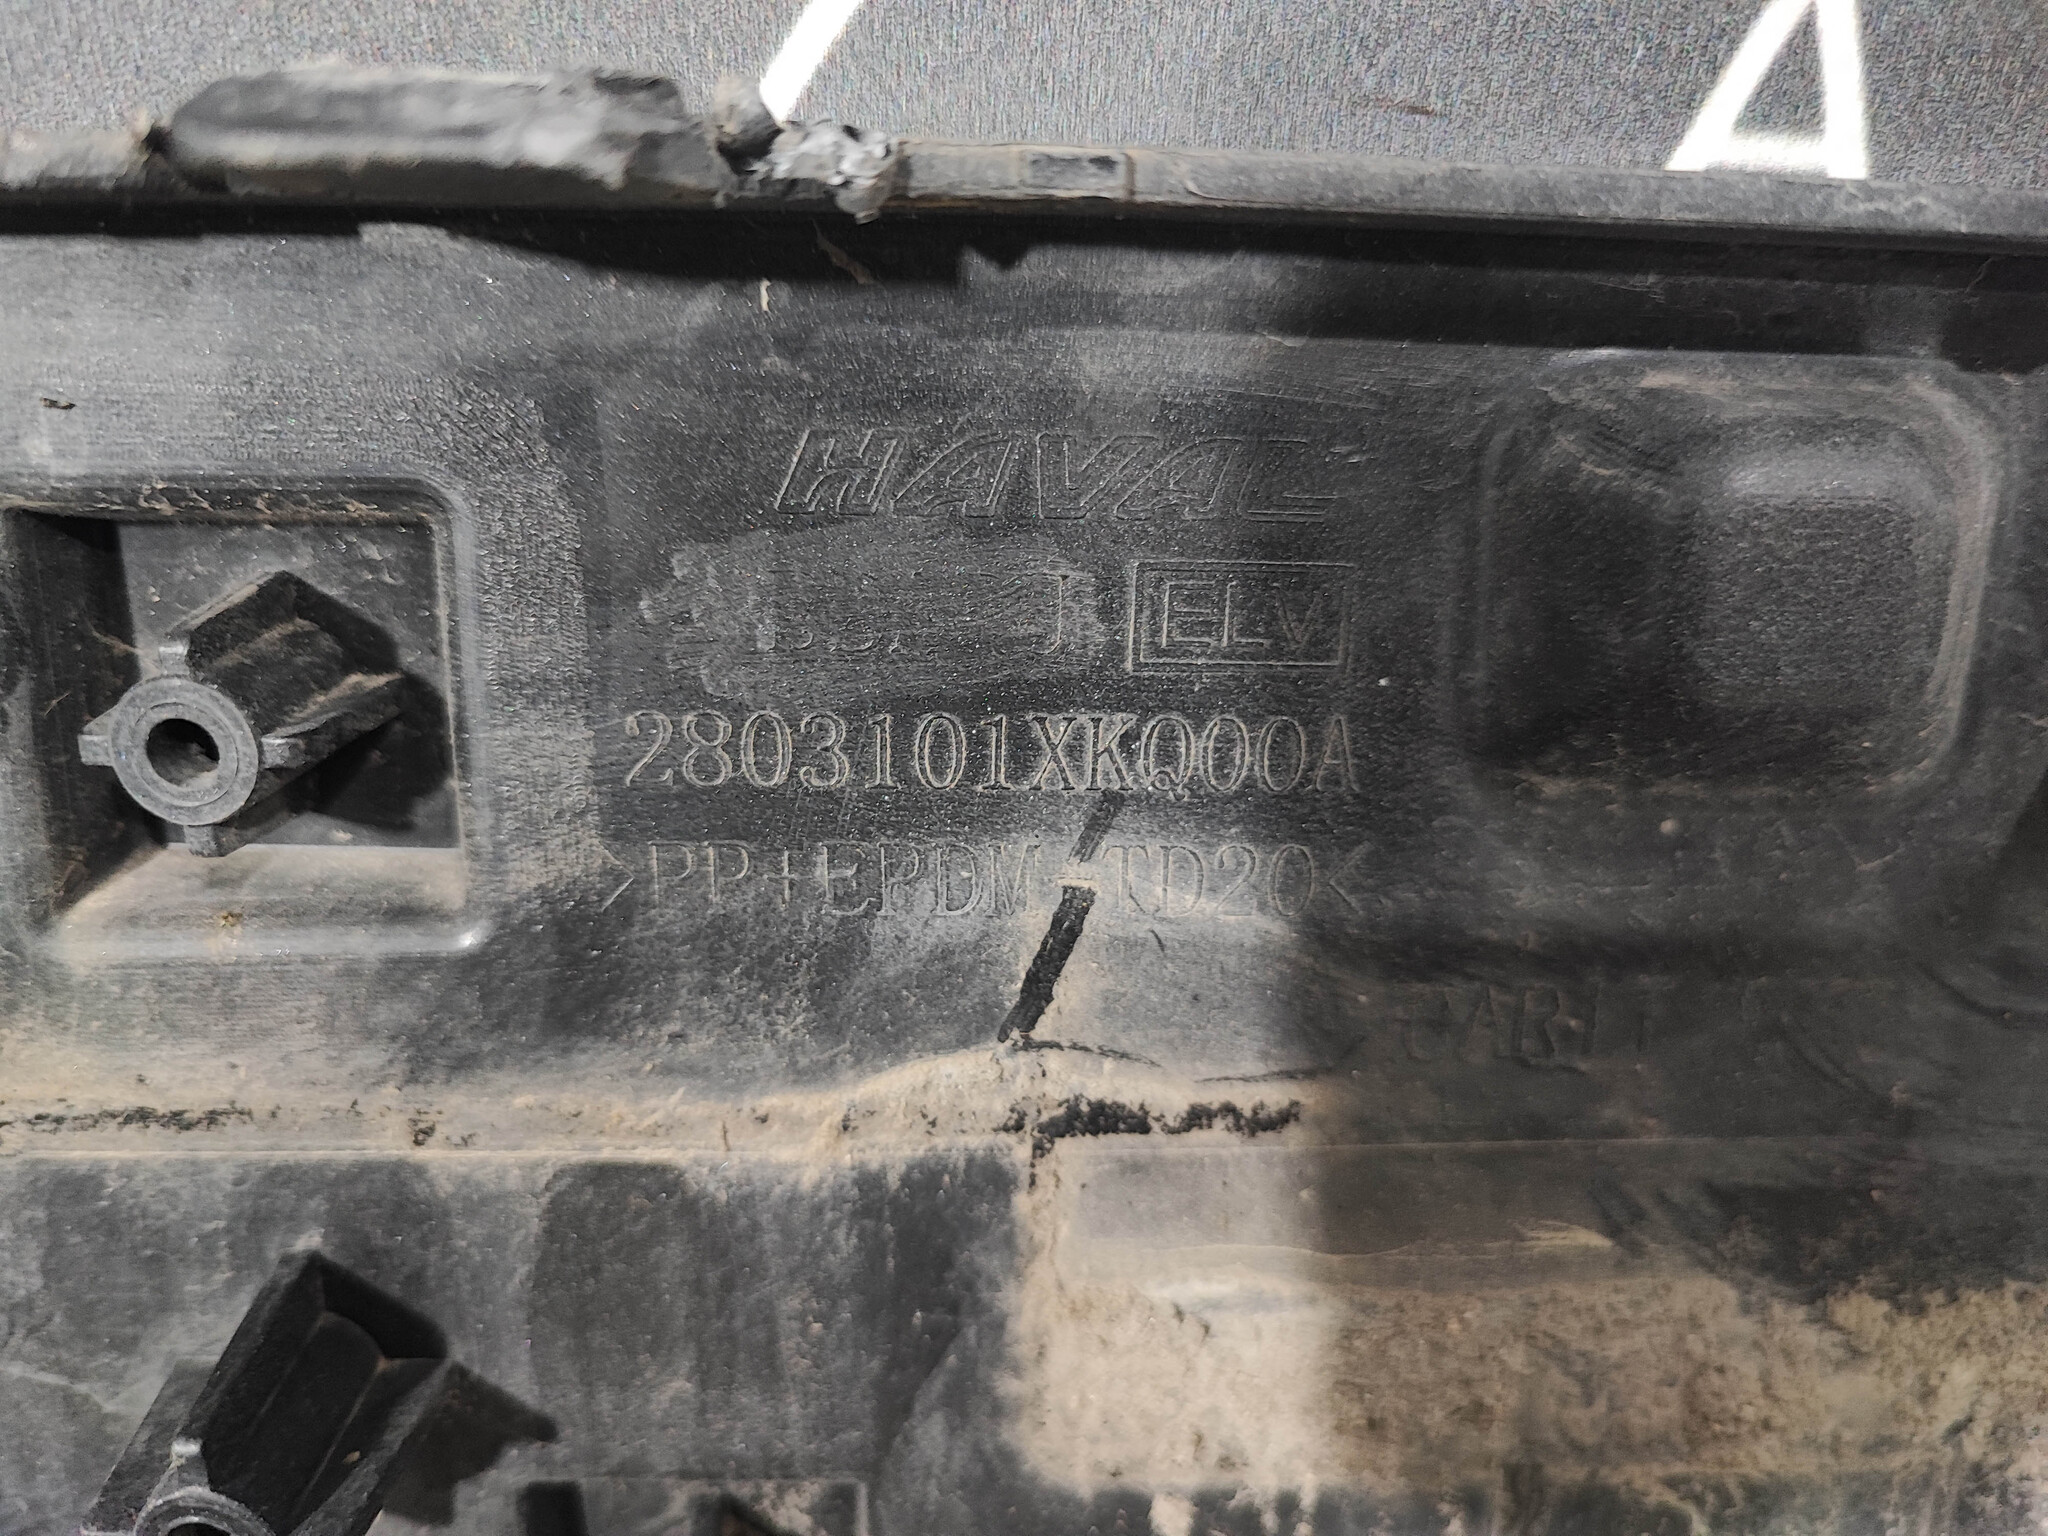 HAVAL
ELV
2803101XKQ00A
>PP+EPDM-TD20<